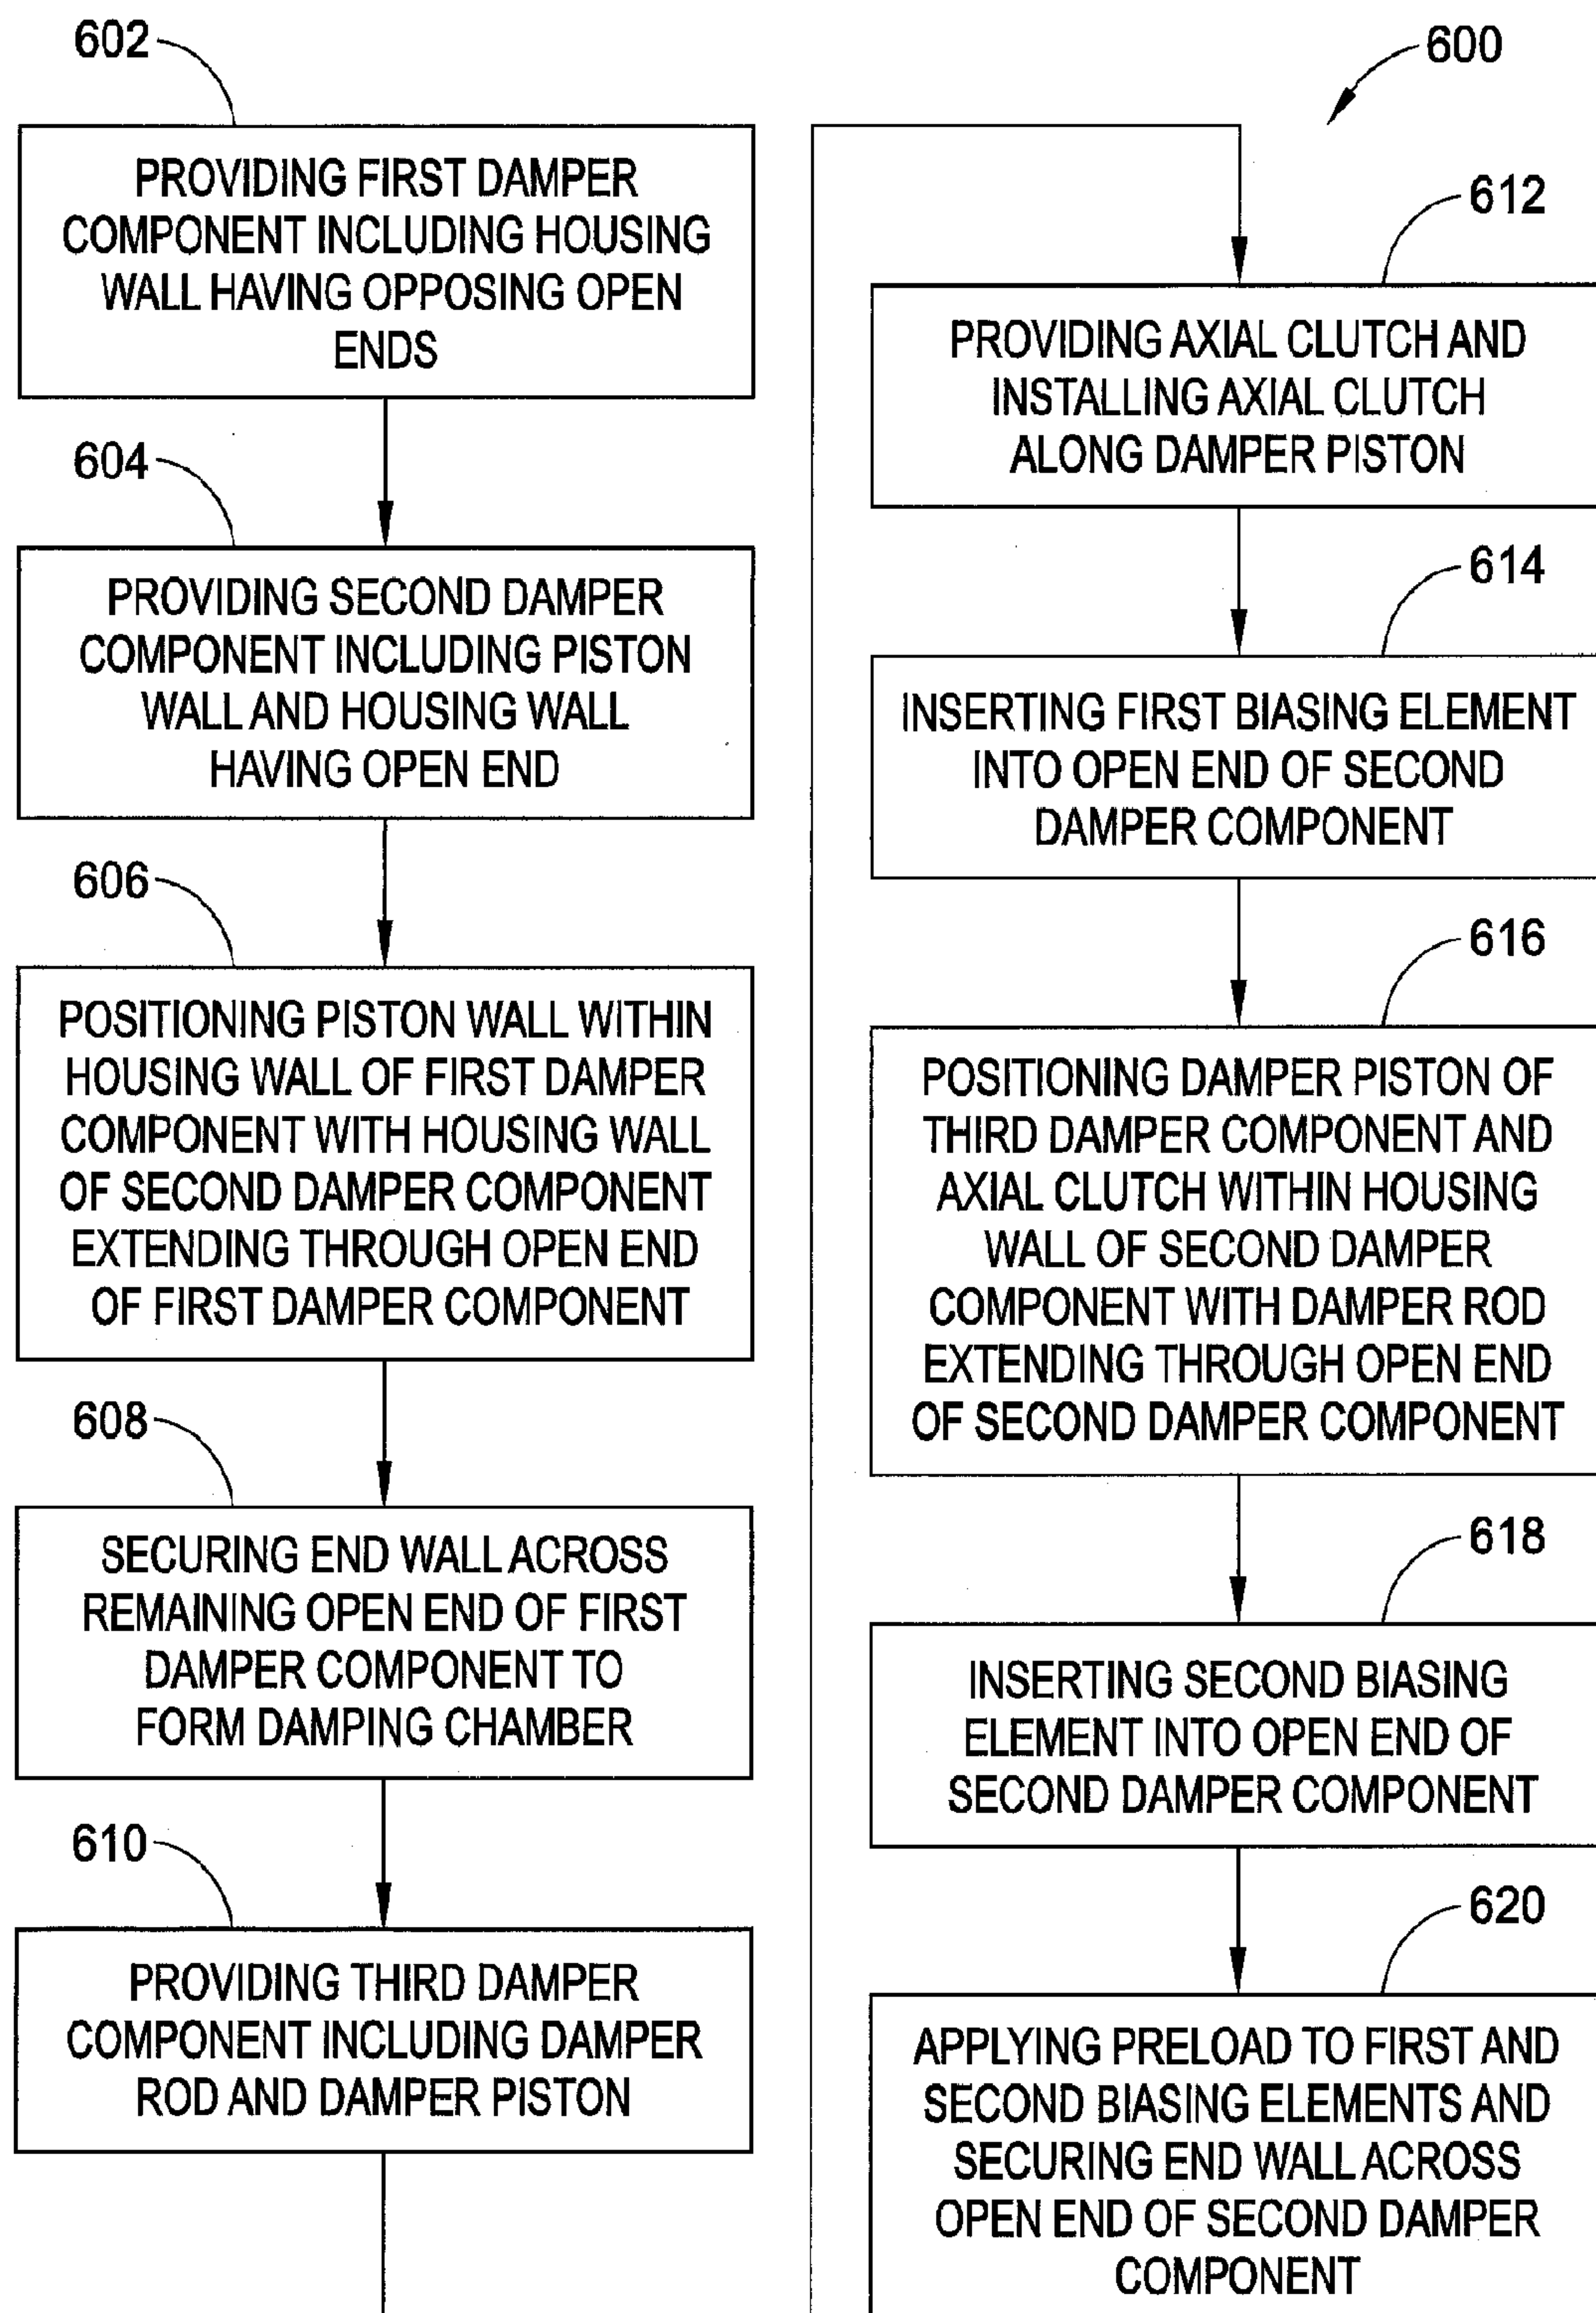 602
PROVIDING FIRST DAMPER
COMPONENT INCLUDING HOUSING
WALL HAVING OPPOSING OPEN
ENDS
604
PROVIDING SECOND DAMPER
COMPONENT INCLUDING PISTON
WALL AND HOUSING WALL
HAVING OPEN END
606
POSITIONING PISTON WALL WITHIN
HOUSING WALL OF FIRST DAMPER
COMPONENT WITH HOUSING WALL
OF SECOND DAMPER COMPONENT
EXTENDING THROUGH OPEN END
OF FIRST DAMPER COMPONENT
608
SECURING END WALL ACROSS
REMAINING OPEN END OF FIRST
DAMPER COMPONENT TO
FORM DAMPING CHAMBER
610
PROVIDING THIRD DAMPER
COMPONENT INCLUDING DAMPER
ROD AND DAMPER PISTON
600
612
PROVIDING AXIAL CLUTCH AND
INSTALLING AXIAL CLUTCH
ALONG DAMPER PISTON
614
INSERTING FIRST BIASING ELEMENT
INTO OPEN END OF SECOND
DAMPER COMPONENT
616
POSITIONING DAMPER PISTON OF
THIRD DAMPER COMPONENT AND
AXIAL CLUTCH WITHIN HOUSING
WALL OF SECOND DAMPER
COMPONENT WITH DAMPER ROD
EXTENDING THROUGH OPEN END
OF SECOND DAMPER COMPONENT
618
INSERTING SECOND BIASING
ELEMENT INTO OPEN END OF
SECOND DAMPER COMPONENT
620
APPLYING PRELOAD TO FIRST AND
SECOND BIASING ELEMENTS AND
SECURING END WALL ACROSS
OPEN END OF SECOND DAMPER
COMPONENT